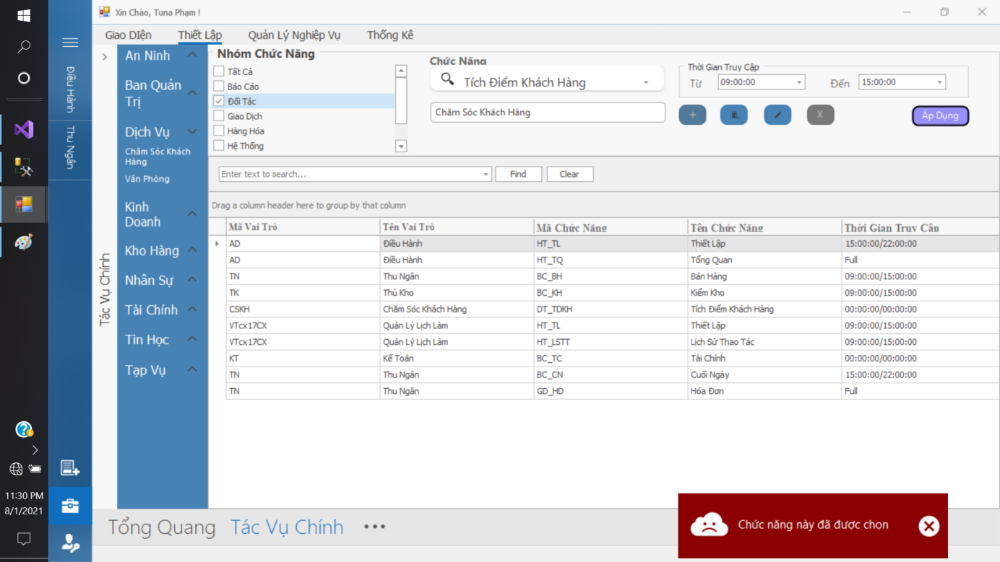 Xin Chào, Tuna Phạm !
Giao DIện Thiết Lập Quản Lý Nghiệp Vụ Thống Kê
Điều Hành
Thu Ngân
11:30 PM
8/1/2021
Tác Vụ Chính
An Ninh
Ban Quản
Trị
Dịch Vụ
Chăm Sóc Khách
Hàng
Văn Phòng
Kinh
Doanh
Kho Hàng
Nhân Sự
Tài Chính
Tin Học
Tạp Vụ
Nhóm Chức Năng
Tất Cả
Báo Cáo
Đối Tác
Giao Dịch
Hàng Hóa
Hệ Thống
Chức Năng
Tích Điểm Khách Hàng
Chăm Sóc Khách Hàng
Thời Gian Truy Cập
Từ 09:00:00 Đến 15:00:00
+ X Áp Dụng
Enter text to search... Find Clear
Drag a column header here to group by that column
Mã Vai Trò Tên Vai Trò Mã Chức Năng Tên Chức Năng Thời Gian Truy Cập
AD Điều Hành HT_TL Thiết Lập 15:00:00/22:00:00
AD Điều Hành HT_TQ Tổng Quan Full
TN Thu Ngân BC_BH Bán Hàng 09:00:00/15:00:00
TK Thủ Kho BC_KH Kiểm Kho 09:00:00/15:00:00
CSKH Chăm Sóc Khách Hàng DT_TDKH Tích Điểm Khách Hàng 00:00:00/00:00:00
VTcx17CX Quản Lý Lịch Làm HT_TL Thiết Lập 09:00:00/15:00:00
VTcx17CX Quản Lý Lịch Làm HT_LSTT Lịch Sử Thao Tác 09:00:00/15:00:00
KT Kế Toán BC_TC Tài Chính 00:00:00/00:00:00
TN Thu Ngân BC_CN Cuối Ngày 15:00:00/22:00:00
TN Thu Ngân GD_HD Hóa Đơn Full
Tổng Quang Tác Vụ Chính •••
Chức năng này đã được chọn